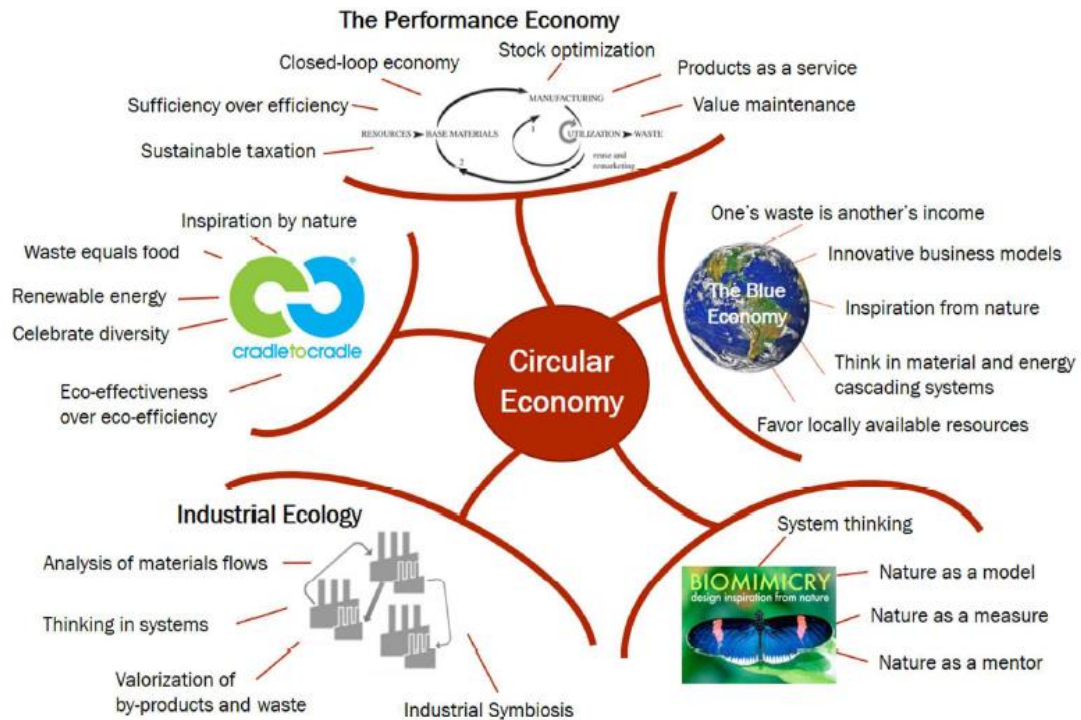 The Performance Economy
Stock optimization
Closed-loop economy
Products as a service
Sufficiency over efficiency
MANUFACTURING
Value maintenance
RESOURCES
BASE MATERIALS
1
UTILIZATION
WASTE
Sustainable taxation
2
reuse and
remarketing
Inspiration by nature
Waste equals food
Renewable energy
Celebrate diversity
®
cradletocradle
Eco-effectiveness
over eco-efficiency
One's waste is another's income
Innovative business models
The Blue
Economy
Inspiration from nature
Think in material and energy
cascading systems
Favor locally available resources
Circular
Economy
Industrial Ecology
Analysis of materials flows
Thinking in systems
Valorization of
by-products and waste
Industrial Symbiosis
System thinking
BIOMIMICRY
design inspiration from nature
Nature as a model
Nature as a measure
Nature as a mentor